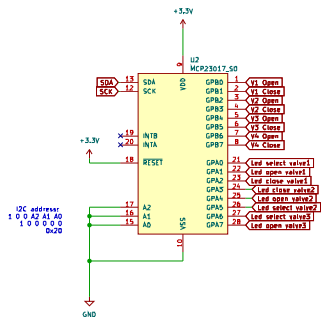 +3.3V
U2
MCP23017_SO
9
VDD
SDA 13 SDA GPB0 1 V1 Open
SCK 12 SCK GPB1 2 V1 Close
GPB2 3 V2 Open
GPB3 4 V2 Close
GPB4 5 V3 Open
GPB5 6 V3 Close
19 INTB GPB6 7 V4 Open
20 INTA GPB7 8 V4 Close
+3.3V
18 RESET GPA0 21 Led select valve1
GPA1 22 Led open valve1
GPA2 23 Led close valve1
GPA3 24 Led close valve2
GPA4 25 Led open valve2
17 A2 GPA5 26 Led select valve2
16 A1 GPA6 27 Led select valve3
15 A0 GPA7 28 Led open valve3
I2C addresse
1 0 0 A2 A1 A0
1 0 0 0 0 0
0x20
VSS
10
GND